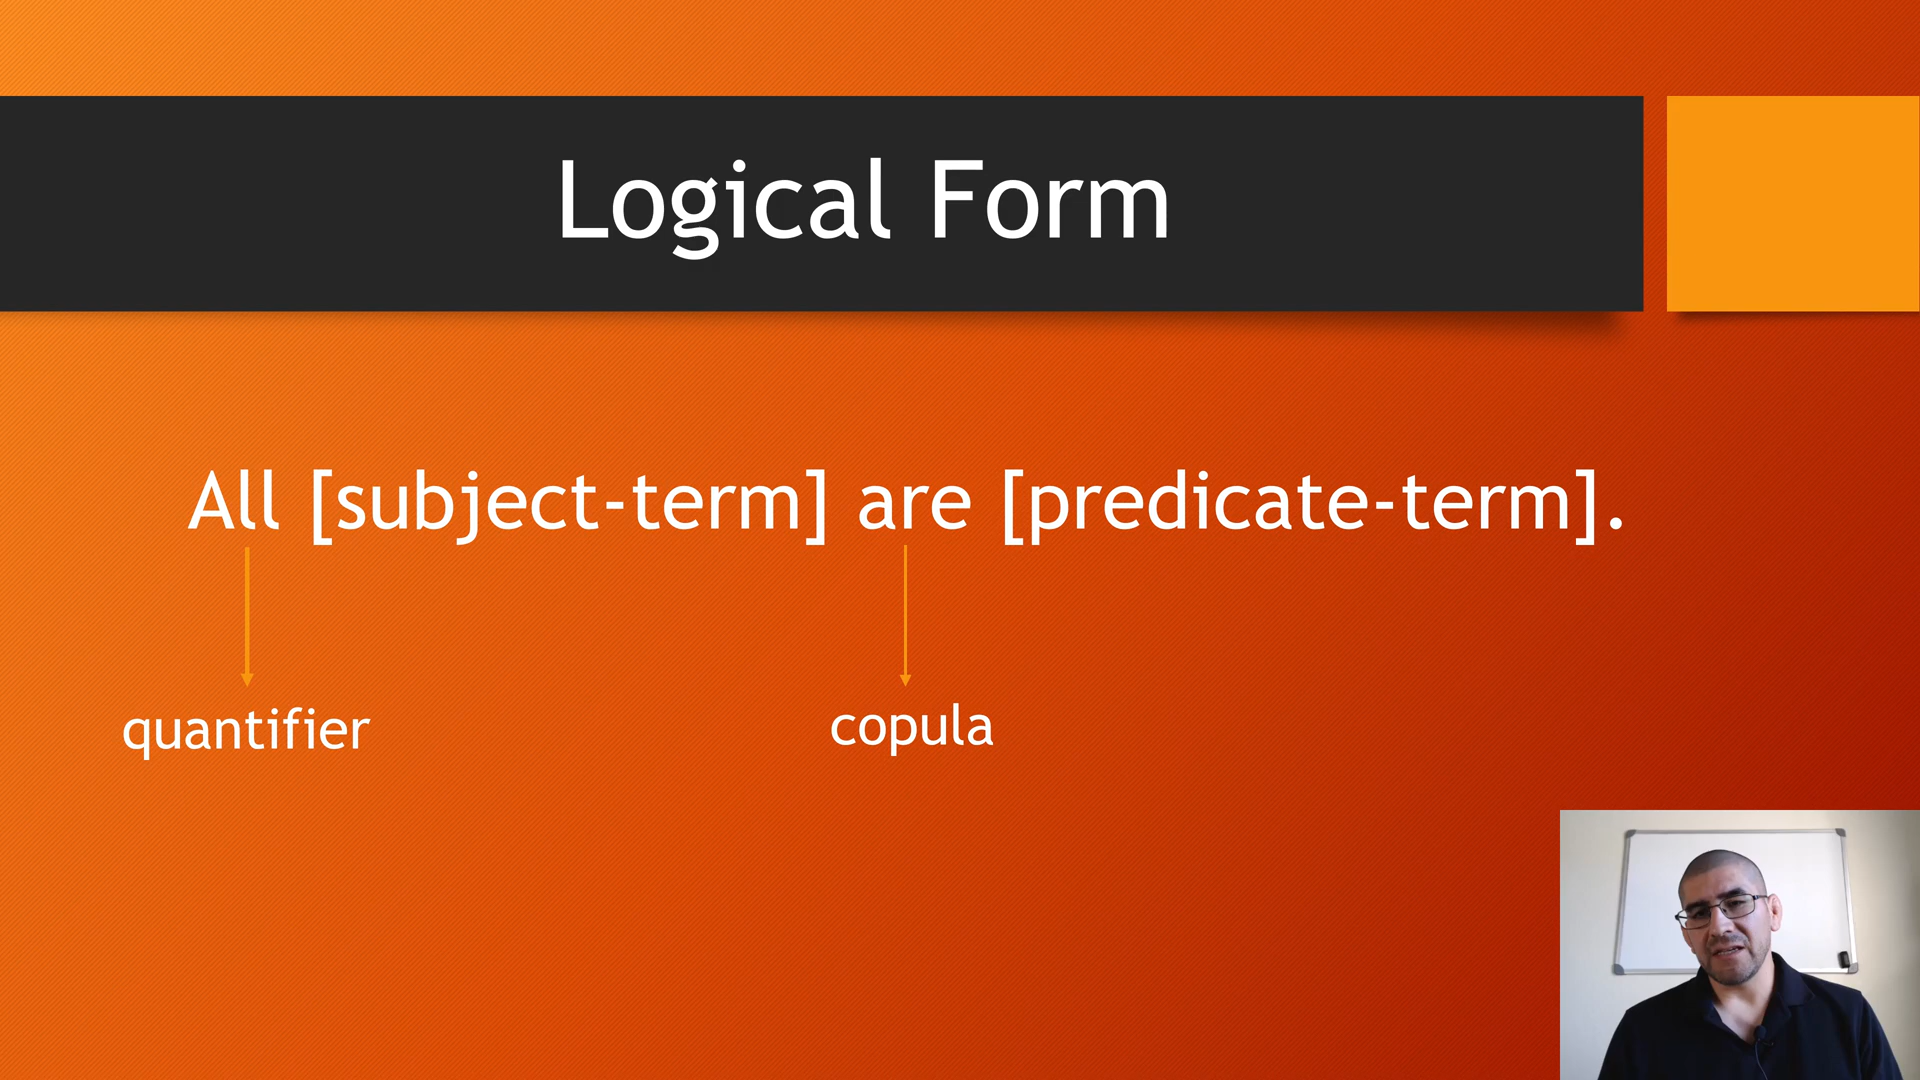 Logical Form
All [subject-term] are [predicate-term].
quantifier
copula